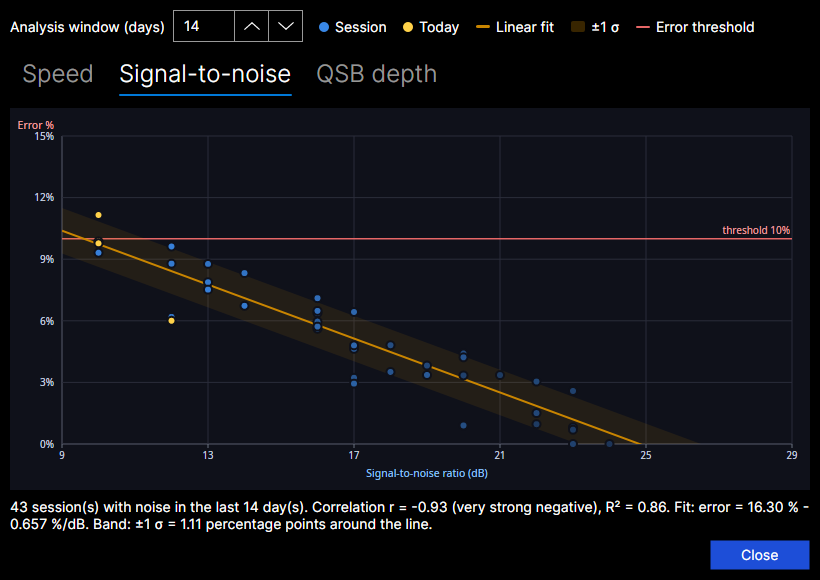 Analysis window (days) 14 Session Today Linear fit ±1 σ Error threshold
Speed Signal-to-noise QSB depth
Error %
15%
12%
threshold 10%
9%
6%
3%
0%
9 13 17 21 25 29
Signal-to-noise ratio (dB)
43 session(s) with noise in the last 14 day(s). Correlation r = -0.93 (very strong negative), R² = 0.86. Fit: error = 16.30 % -
0.657 %/dB. Band: ±1 σ = 1.11 percentage points around the line.
Close